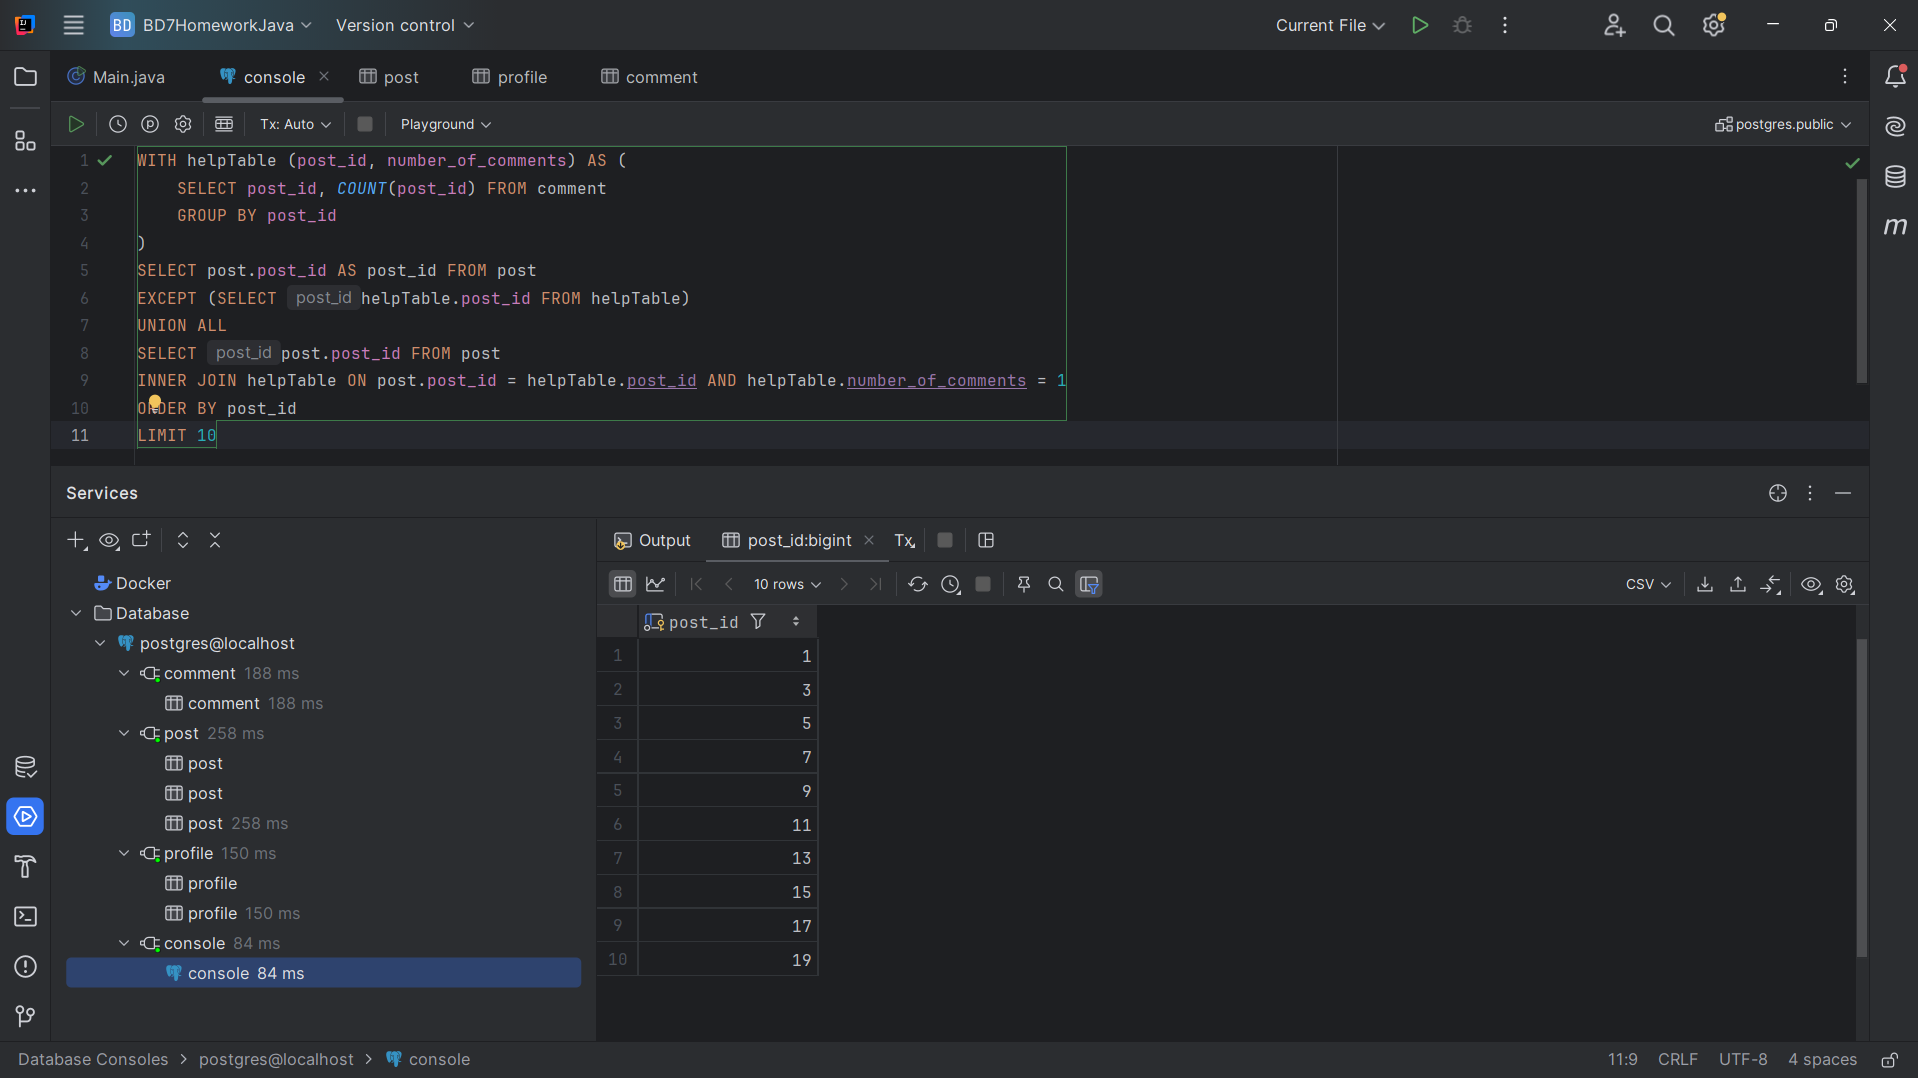 BD BD7HomeworkJava Version control Current File
Main.java console post profile comment
Tx: Auto Playground postgres.public
1 WITH helpTable (post_id, number_of_comments) AS (
2 SELECT post_id, COUNT(post_id) FROM comment
3 GROUP BY post_id
4 )
5 SELECT post.post_id AS post_id FROM post
6 EXCEPT (SELECT post_id helpTable.post_id FROM helpTable)
7 UNION ALL
8 SELECT post_id post.post_id FROM post
9 INNER JOIN helpTable ON post.post_id = helpTable.post_id AND helpTable.number_of_comments = 1
10 ORDER BY post_id
11 LIMIT 10
m
Services
Docker
Database
postgres@localhost
comment 188 ms
comment 188 ms
post 258 ms
post
post
post 258 ms
profile 150 ms
profile
profile 150 ms
console 84 ms
console 84 ms
Output post_id:bigint Tx
10 rows CSV
post_id
1 1
2 3
3 5
4 7
5 9
6 11
7 13
8 15
9 17
10 19
Database Consoles > postgres@localhost > console 11:9 CRLF UTF-8 4 spaces